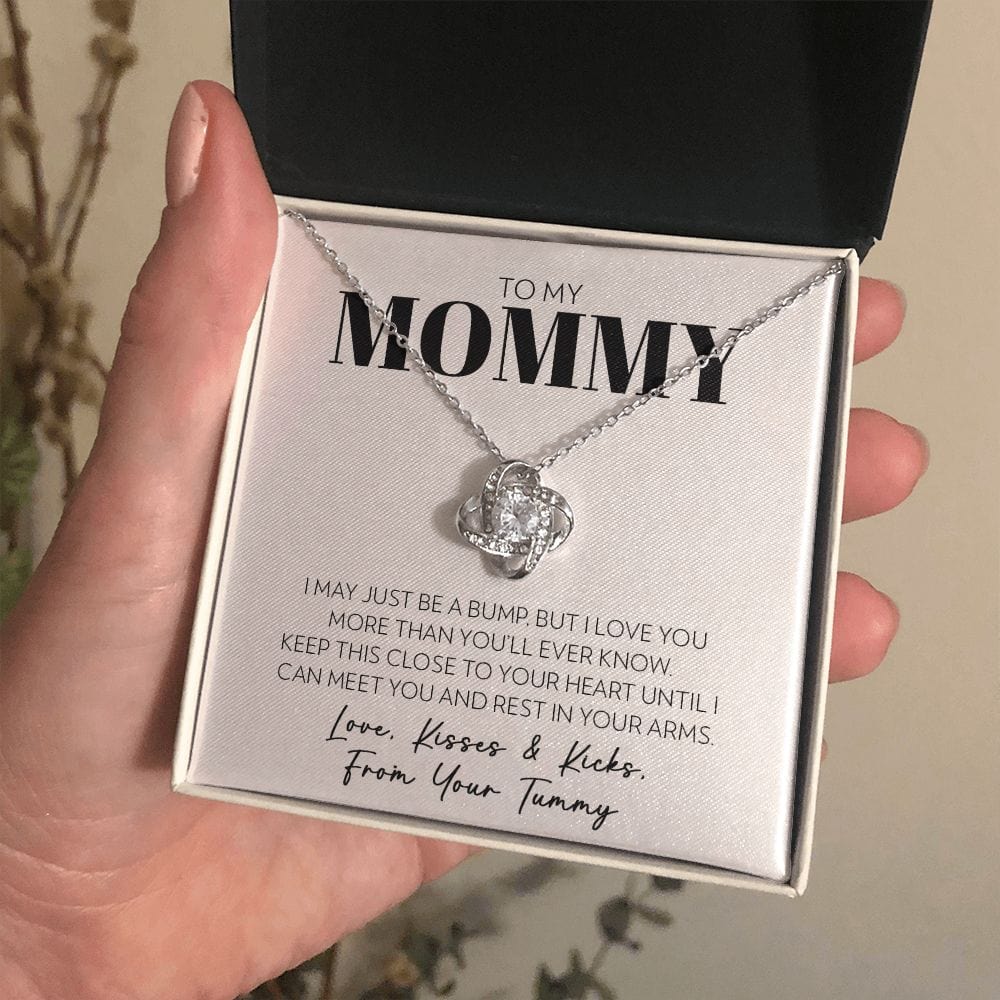 TO MY
MOMMY
I MAY JUST BE A BUMP, BUT I LOVE YOU
MORE THAN YOU'LL EVER KNOW.
KEEP THIS CLOSE TO YOUR HEART UNTIL I
CAN MEET YOU AND REST IN YOUR ARMS.
Love, Kisses & Kicks,
From Your Tummy